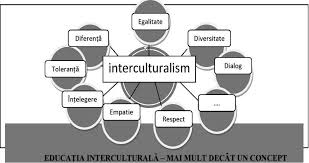 Egalitate
Diferență
Diversitate
Toleranță
interculturalism
Dialog
Înțelegere
....
Empatie
Respect
EDUCAȚIA INTERCULTURALĂ – MAI MULT DECÂT UN CONCEPT